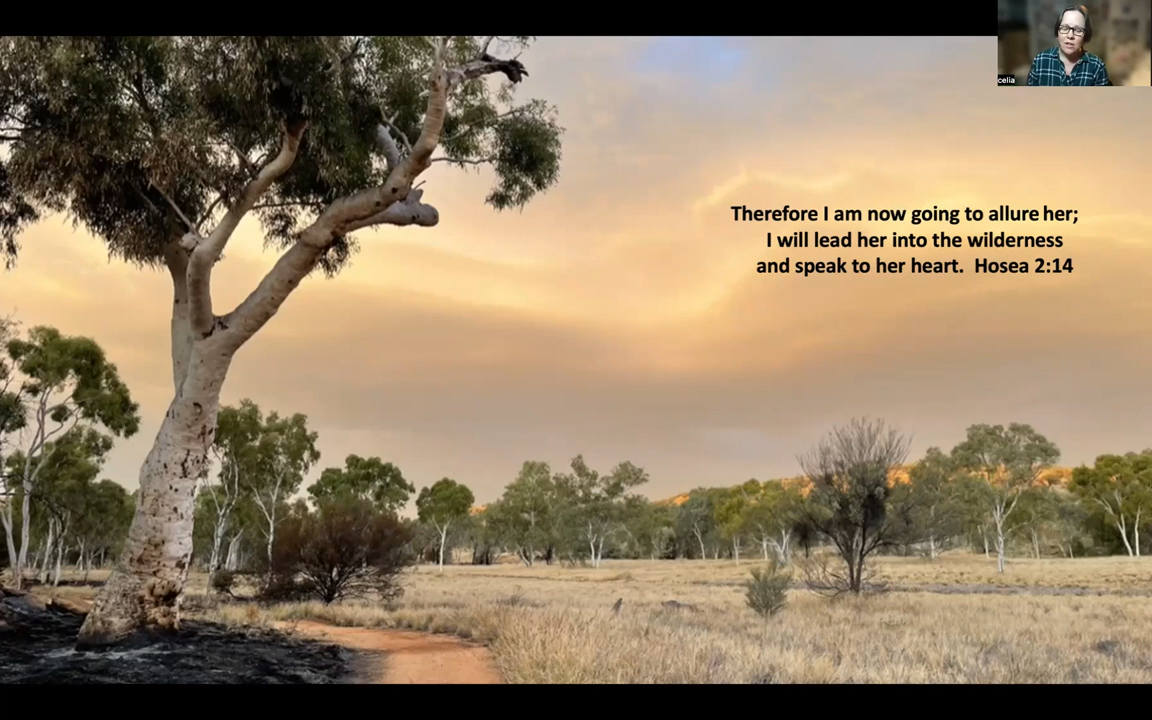 celia
Therefore I am now going to allure her;
I will lead her into the wilderness
and speak to her heart.  Hosea 2:14